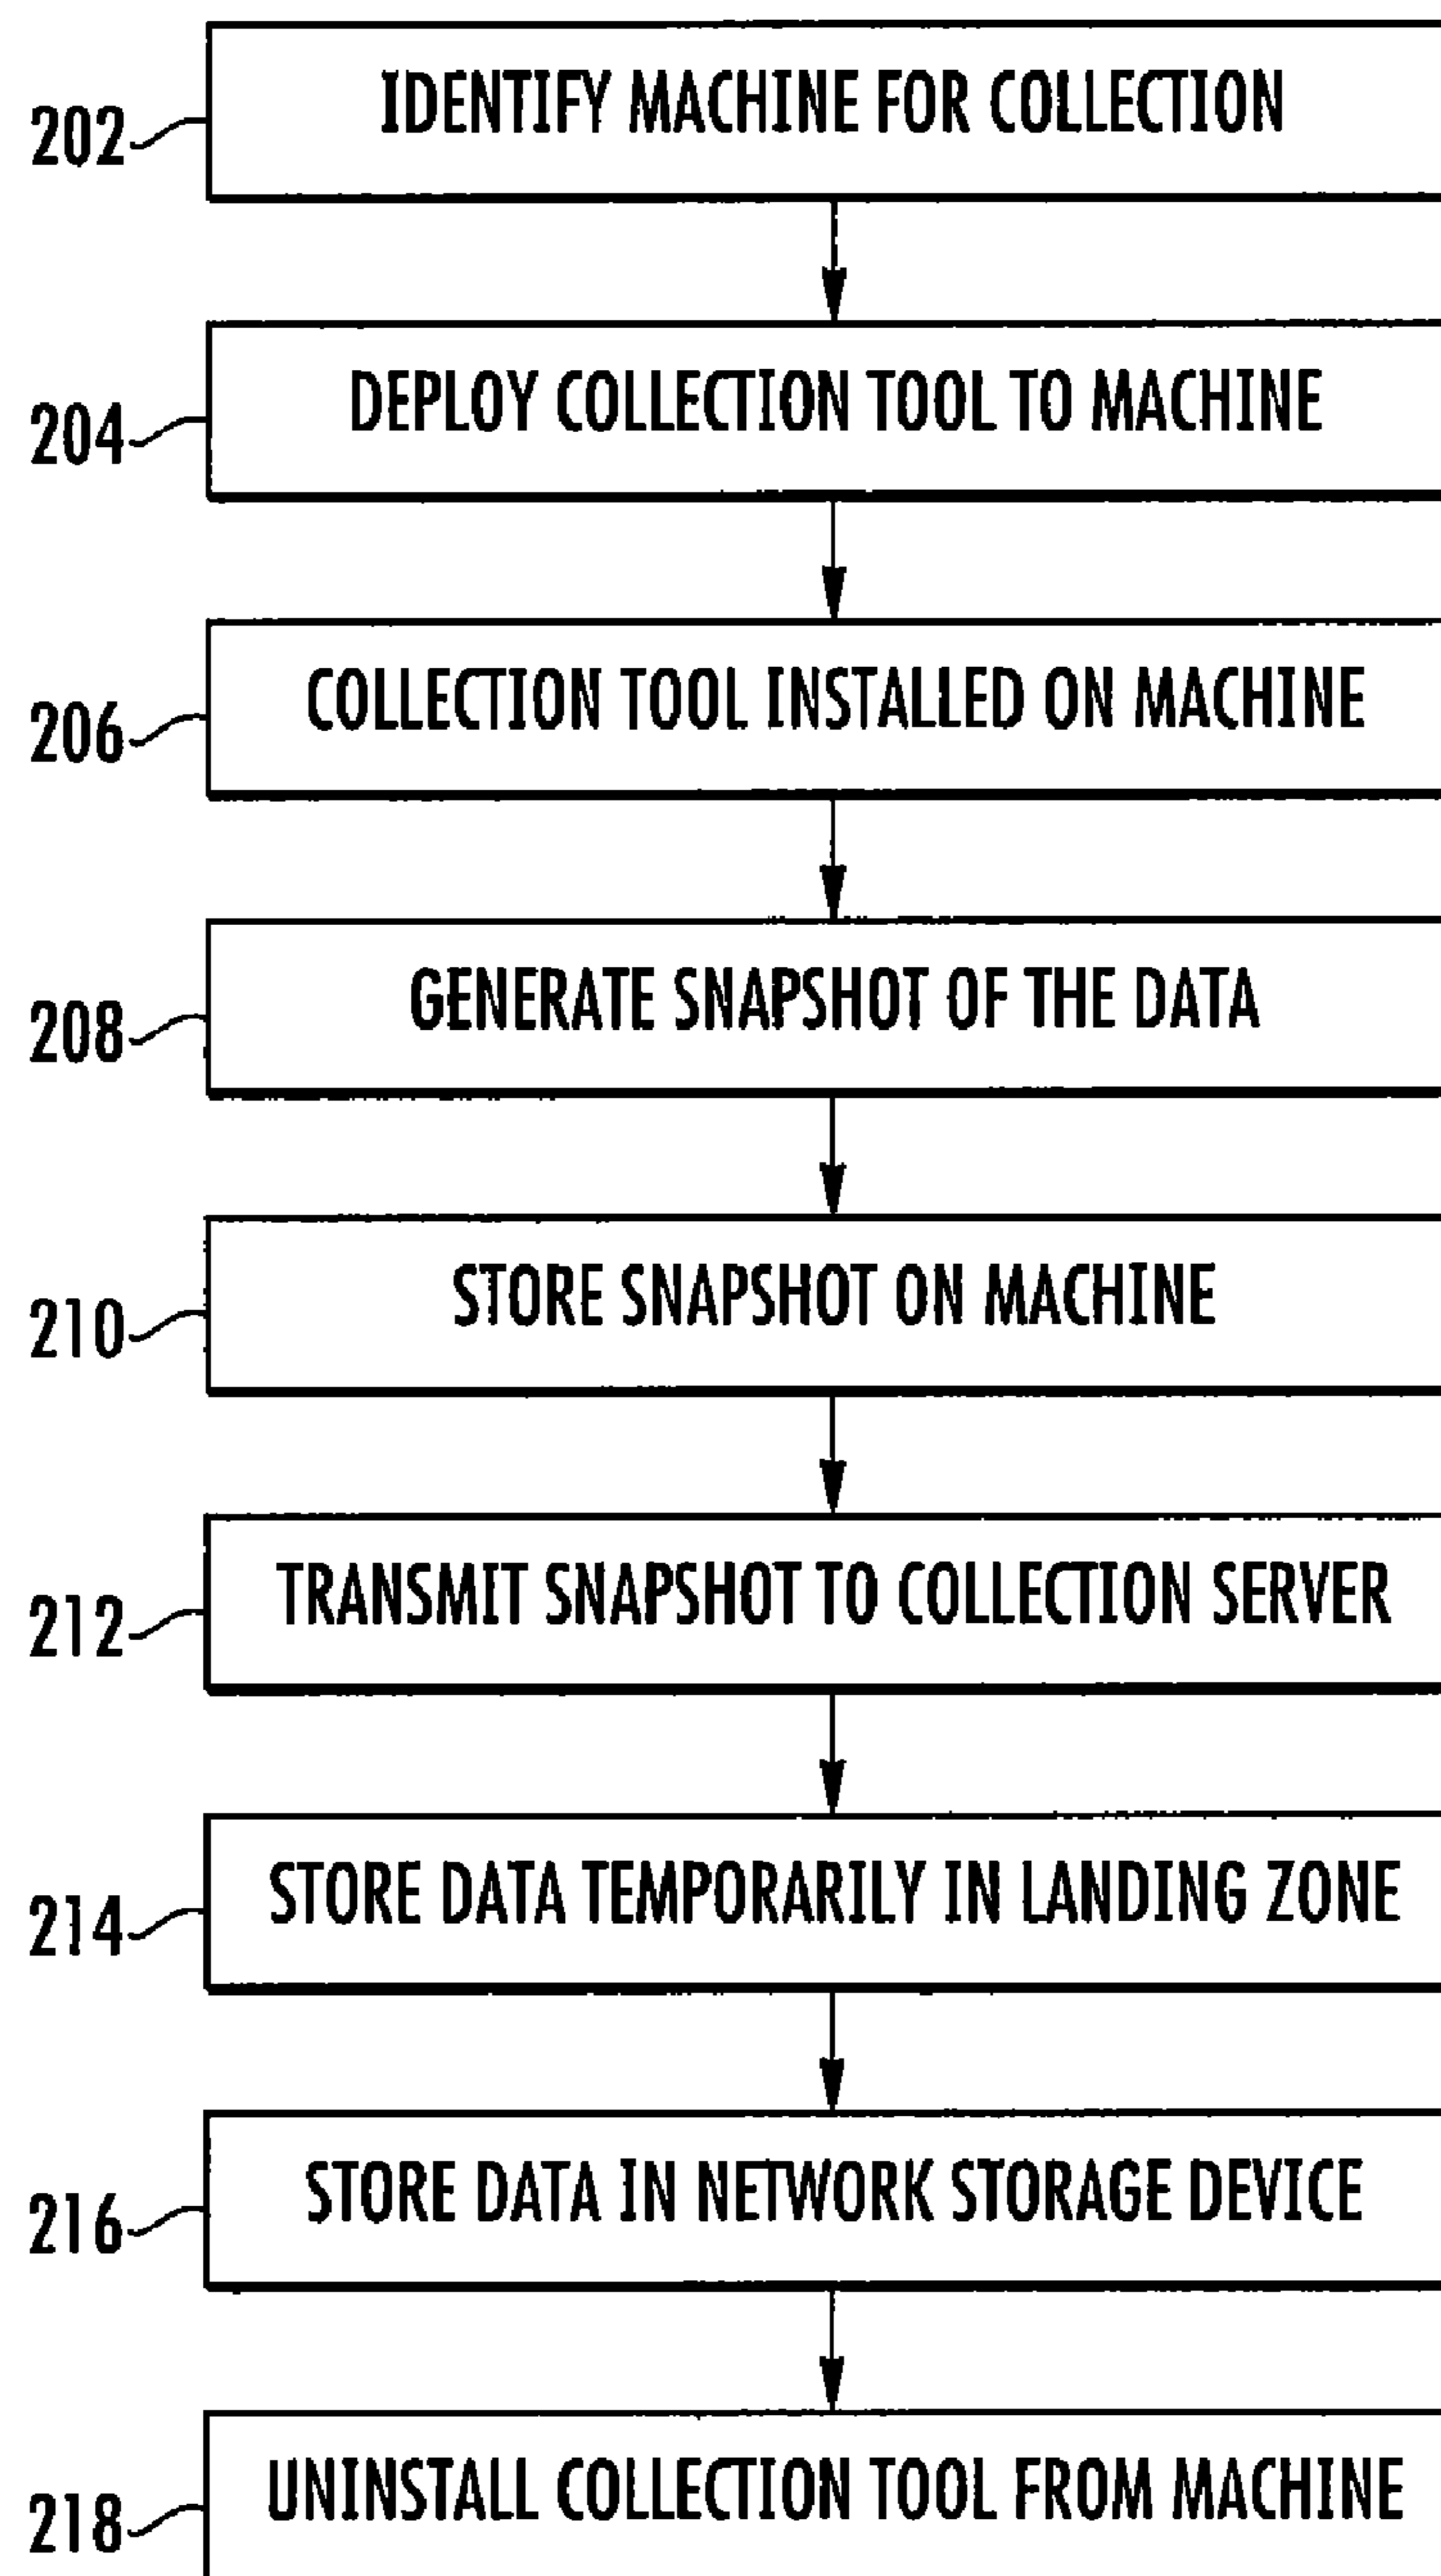 202 IDENTIFY MACHINE FOR COLLECTION
204 DEPLOY COLLECTION TOOL TO MACHINE
206 COLLECTION TOOL INSTALLED ON MACHINE
208 GENERATE SNAPSHOT OF THE DATA
210 STORE SNAPSHOT ON MACHINE
212 TRANSMIT SNAPSHOT TO COLLECTION SERVER
214 STORE DATA TEMPORARILY IN LANDING ZONE
216 STORE DATA IN NETWORK STORAGE DEVICE
218 UNINSTALL COLLECTION TOOL FROM MACHINE